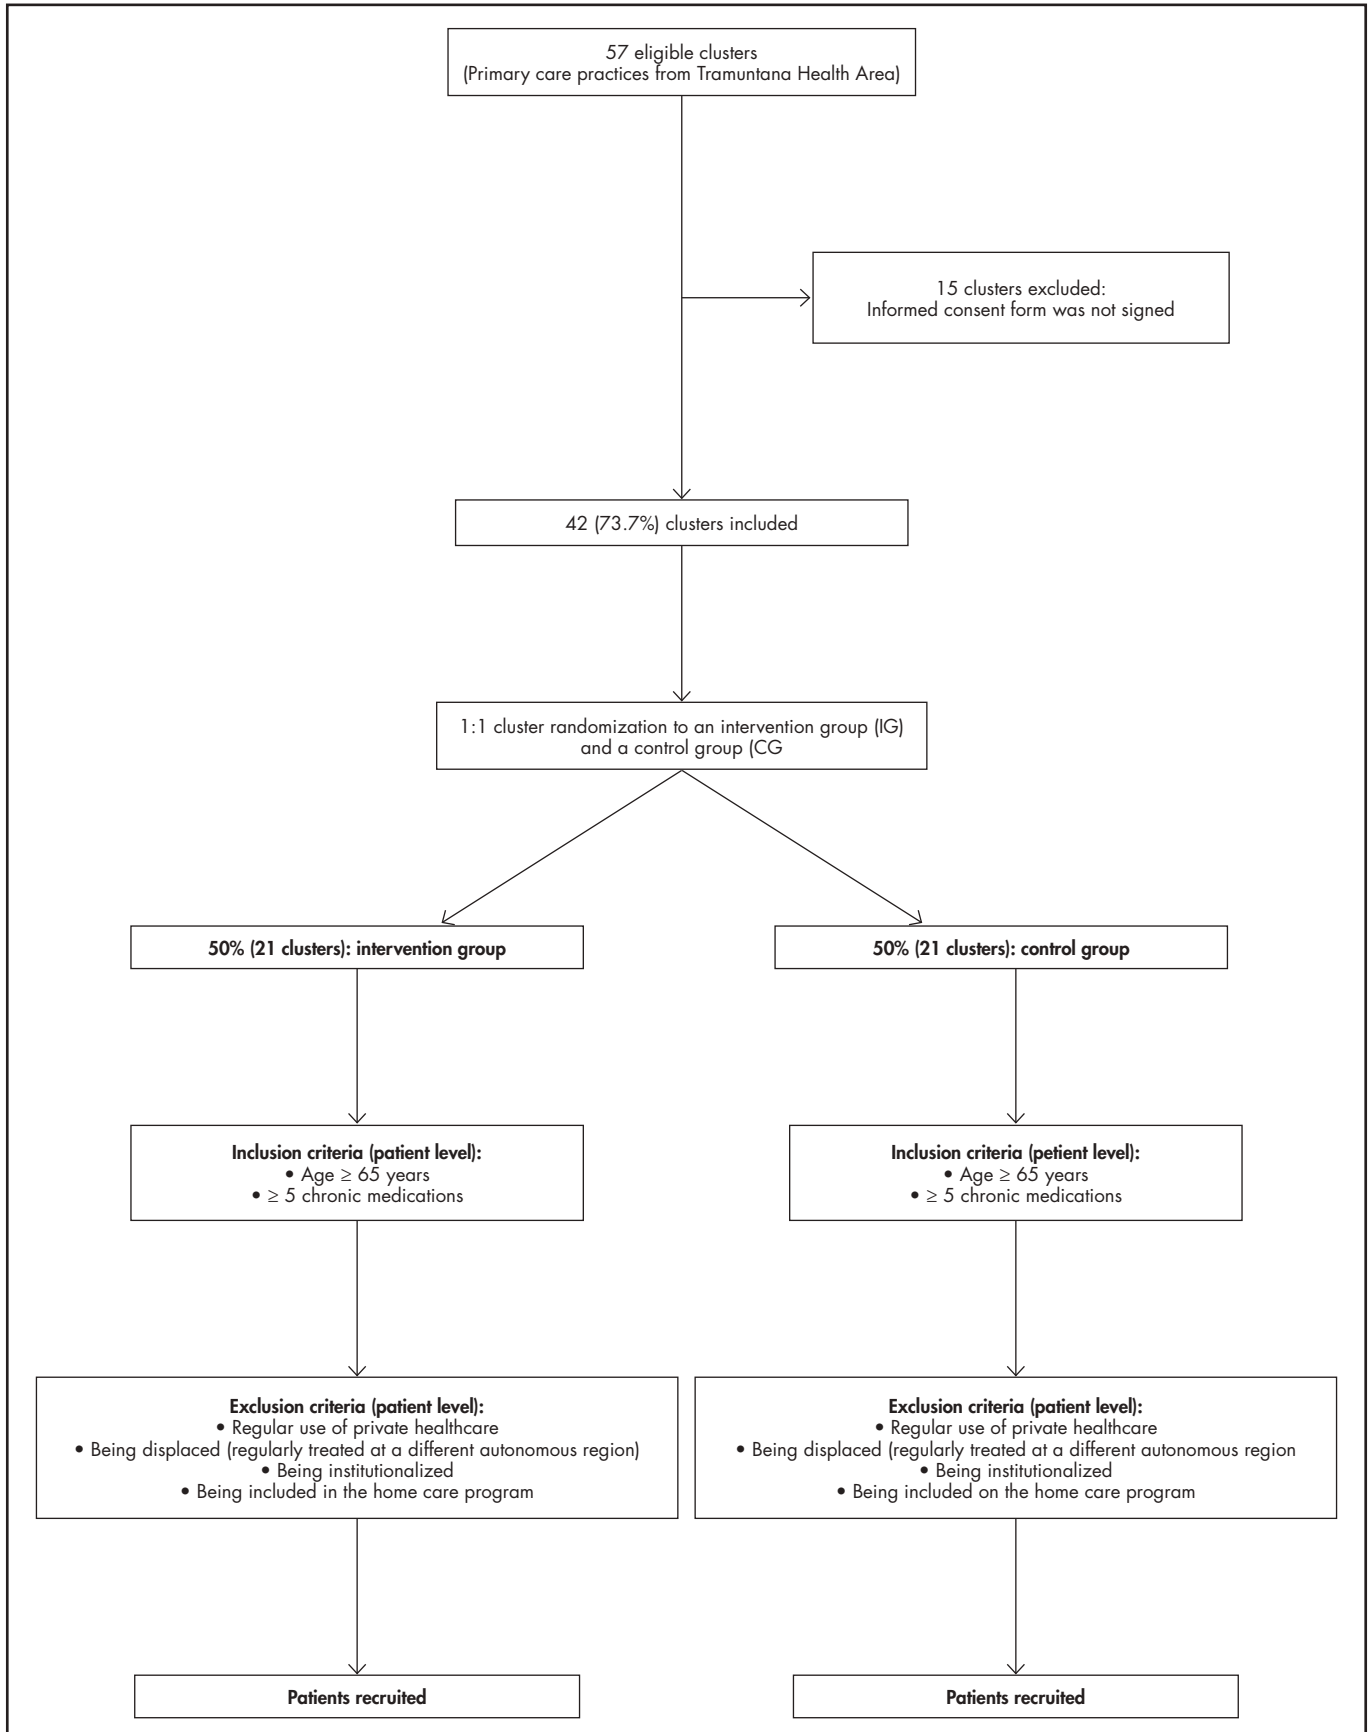 57 eligible clusters
(Primary care practices from Tramuntana Health Area)
15 clusters excluded:
Informed consent form was not signed
42 (73.7%) clusters included
1:1 cluster randomization to an intervention group (IG)
and a control group (CG
50% (21 clusters): intervention group
50% (21 clusters): control group
Inclusion criteria (patient level):
• Age ≥ 65 years
• ≥ 5 chronic medications
Inclusion criteria (petient level):
• Age ≥ 65 years
• ≥ 5 chronic medications
Exclusion criteria (patient level):
• Regular use of private healthcare
• Being displaced (regularly treated at a different autonomous region)
• Being institutionalized
• Being included in the home care program
Exclusion criteria (patient level):
• Regular use of private healthcare
• Being displaced (regularly treated at a different autonomous region
• Being institutionalized
• Being included on the home care program
Patients recruited
Patients recruited